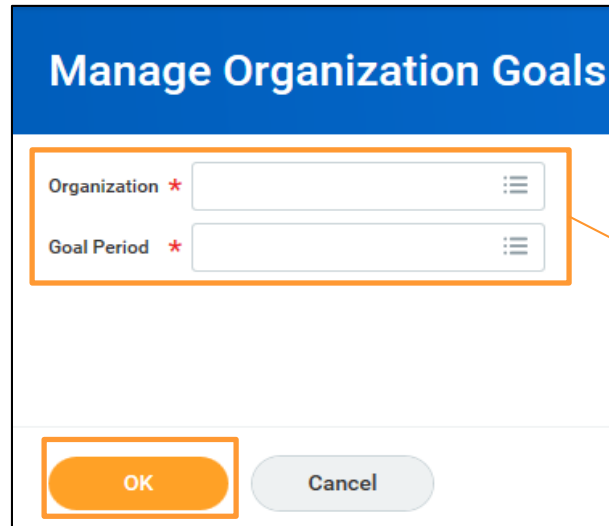 Manage Organization Goals
Organization *
Goal Period *
OK
Cancel